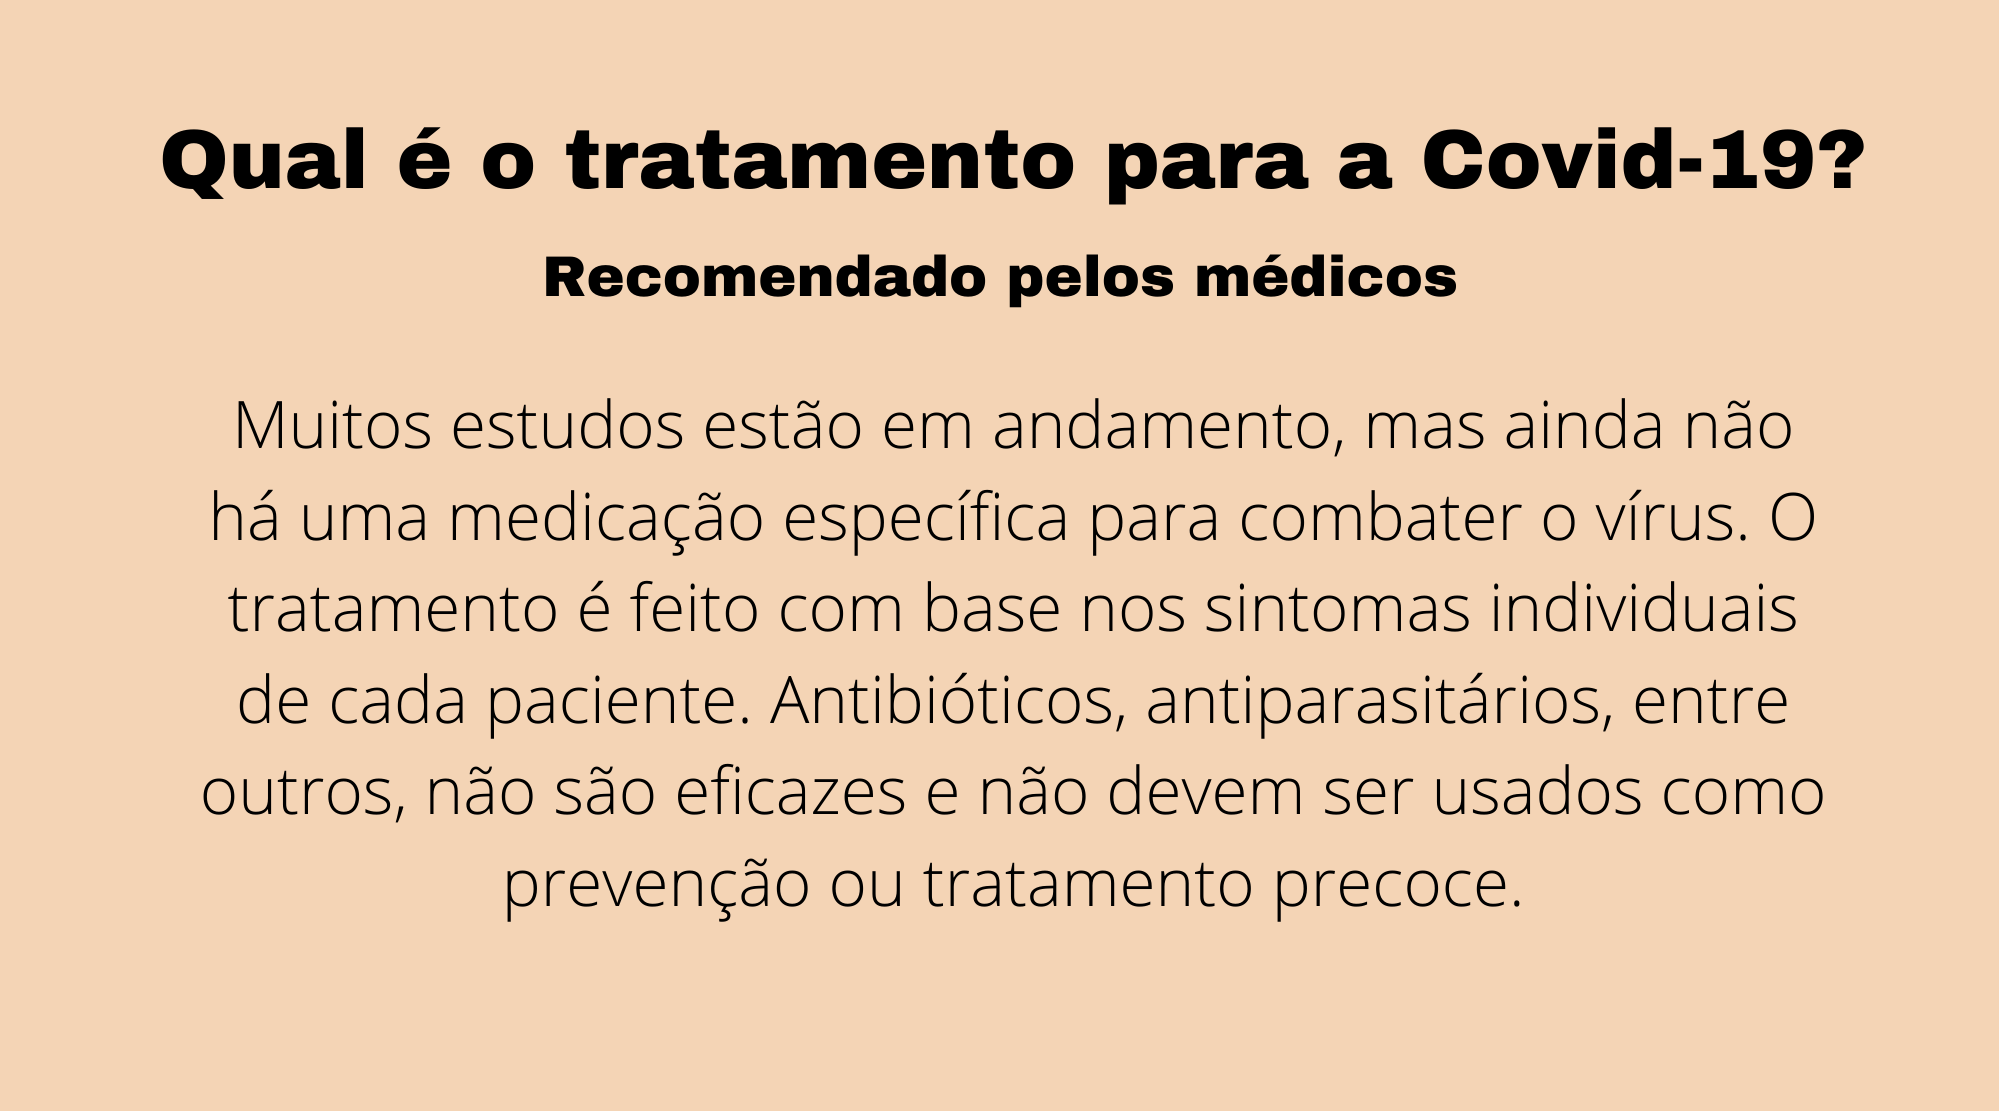 Qual é o tratamento para a Covid-19?
Recomendado pelos médicos
Muitos estudos estão em andamento, mas ainda não
há uma medicação específica para combater o vírus. O
tratamento é feito com base nos sintomas individuais
de cada paciente. Antibióticos, antiparasitários, entre
outros, não são eficazes e não devem ser usados como
prevenção ou tratamento precoce.